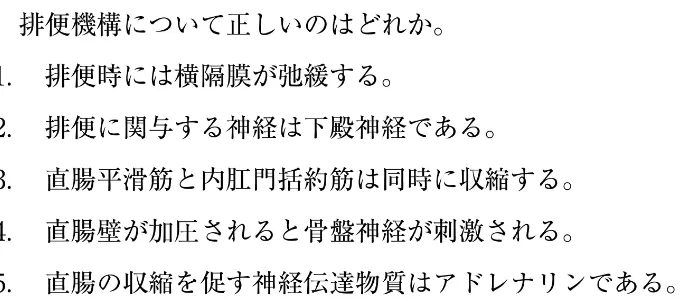 排便機構について正しいのはどれか。
1. 排便時には横隔膜が弛緩する。
2. 排便に関与する神経は下殿神経である。
3. 直腸平滑筋と内肛門括約筋は同時に収縮する。
4. 直腸壁が加圧されると骨盤神経が刺激される。
5. 直腸の収縮を促す神経伝達物質はアドレナリンである。